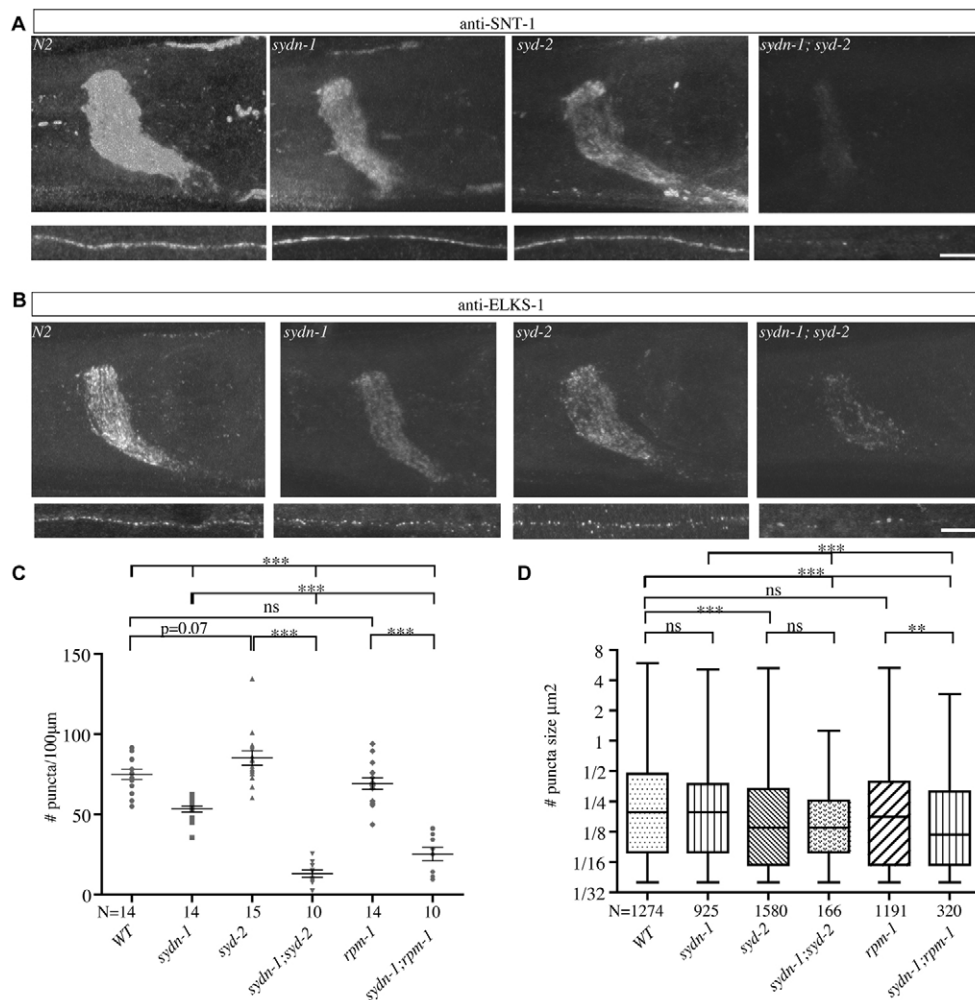 A
anti-SNT-1
N2
sydn-1
syd-2
sydn-1; syd-2
B
anti-ELKS-1
N2
sydn-1
syd-2
sydn-1; syd-2
C
***
***
ns
p=0.07
***
***
150
100
50
0
# puncta/100µm
N=14
14
15
10
14
10
WT
sydn-1
syd-2
sydn-1;syd-2
rpm-1
sydn-1;rpm-1
D
***
***
ns
***
ns
ns
**
8
4
2
1
1/2
1/4
1/8
1/16
1/32
# puncta size µm2
N=1274
925
1580
166
1191
320
WT
sydn-1
syd-2
sydn-1;syd-2
rpm-1
sydn-1;rpm-1